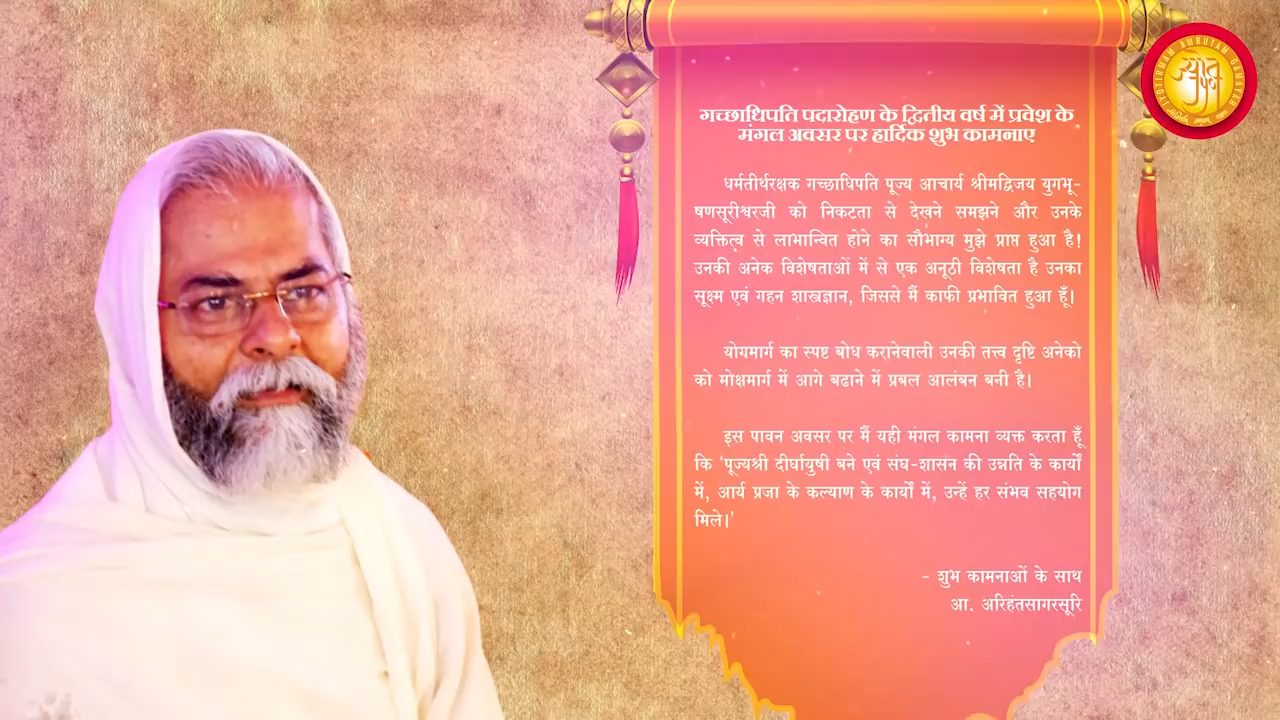 गच्छाधिपति पदारोहण के द्वितीय वर्ष में प्रवेश के
मंगल अवसर पर हार्दिक शुभ कामनाए
धर्मतीर्थरक्षक गच्छाधिपति पूज्य आचार्य श्रीमद्विजय युगभू-
षणसूरीश्वरजी को निकटता से देखने समझने और उनके
व्यक्तित्व से लाभान्वित होने का सौभाग्य मुझे प्राप्त हुआ है!
उनकी अनेक विशेषताओं में से एक अनूठी विशेषता है उनका
सूक्ष्म एवं गहन शास्त्रज्ञान, जिससे मैं काफी प्रभावित हुआ हूँ।
योगमार्ग का स्पष्ट बोध करानेवाली उनकी तत्त्व दृष्टि अनेको
को मोक्षमार्ग में आगे बढाने में प्रबल आलंबन बनी है।
इस पावन अवसर पर मैं यही मंगल कामना व्यक्त करता हूँ
कि ‘पूज्यश्री दीर्घायुषी बने एवं संघ-शासन की उन्नति के कार्यों
में, आर्य प्रजा के कल्याण के कार्यों में, उन्हें हर संभव सहयोग
मिले।’
- शुभ कामनाओं के साथ
आ. अरिहंतसागरसूरि
JYOTIRMAM AMRUTAM GAMAYAH